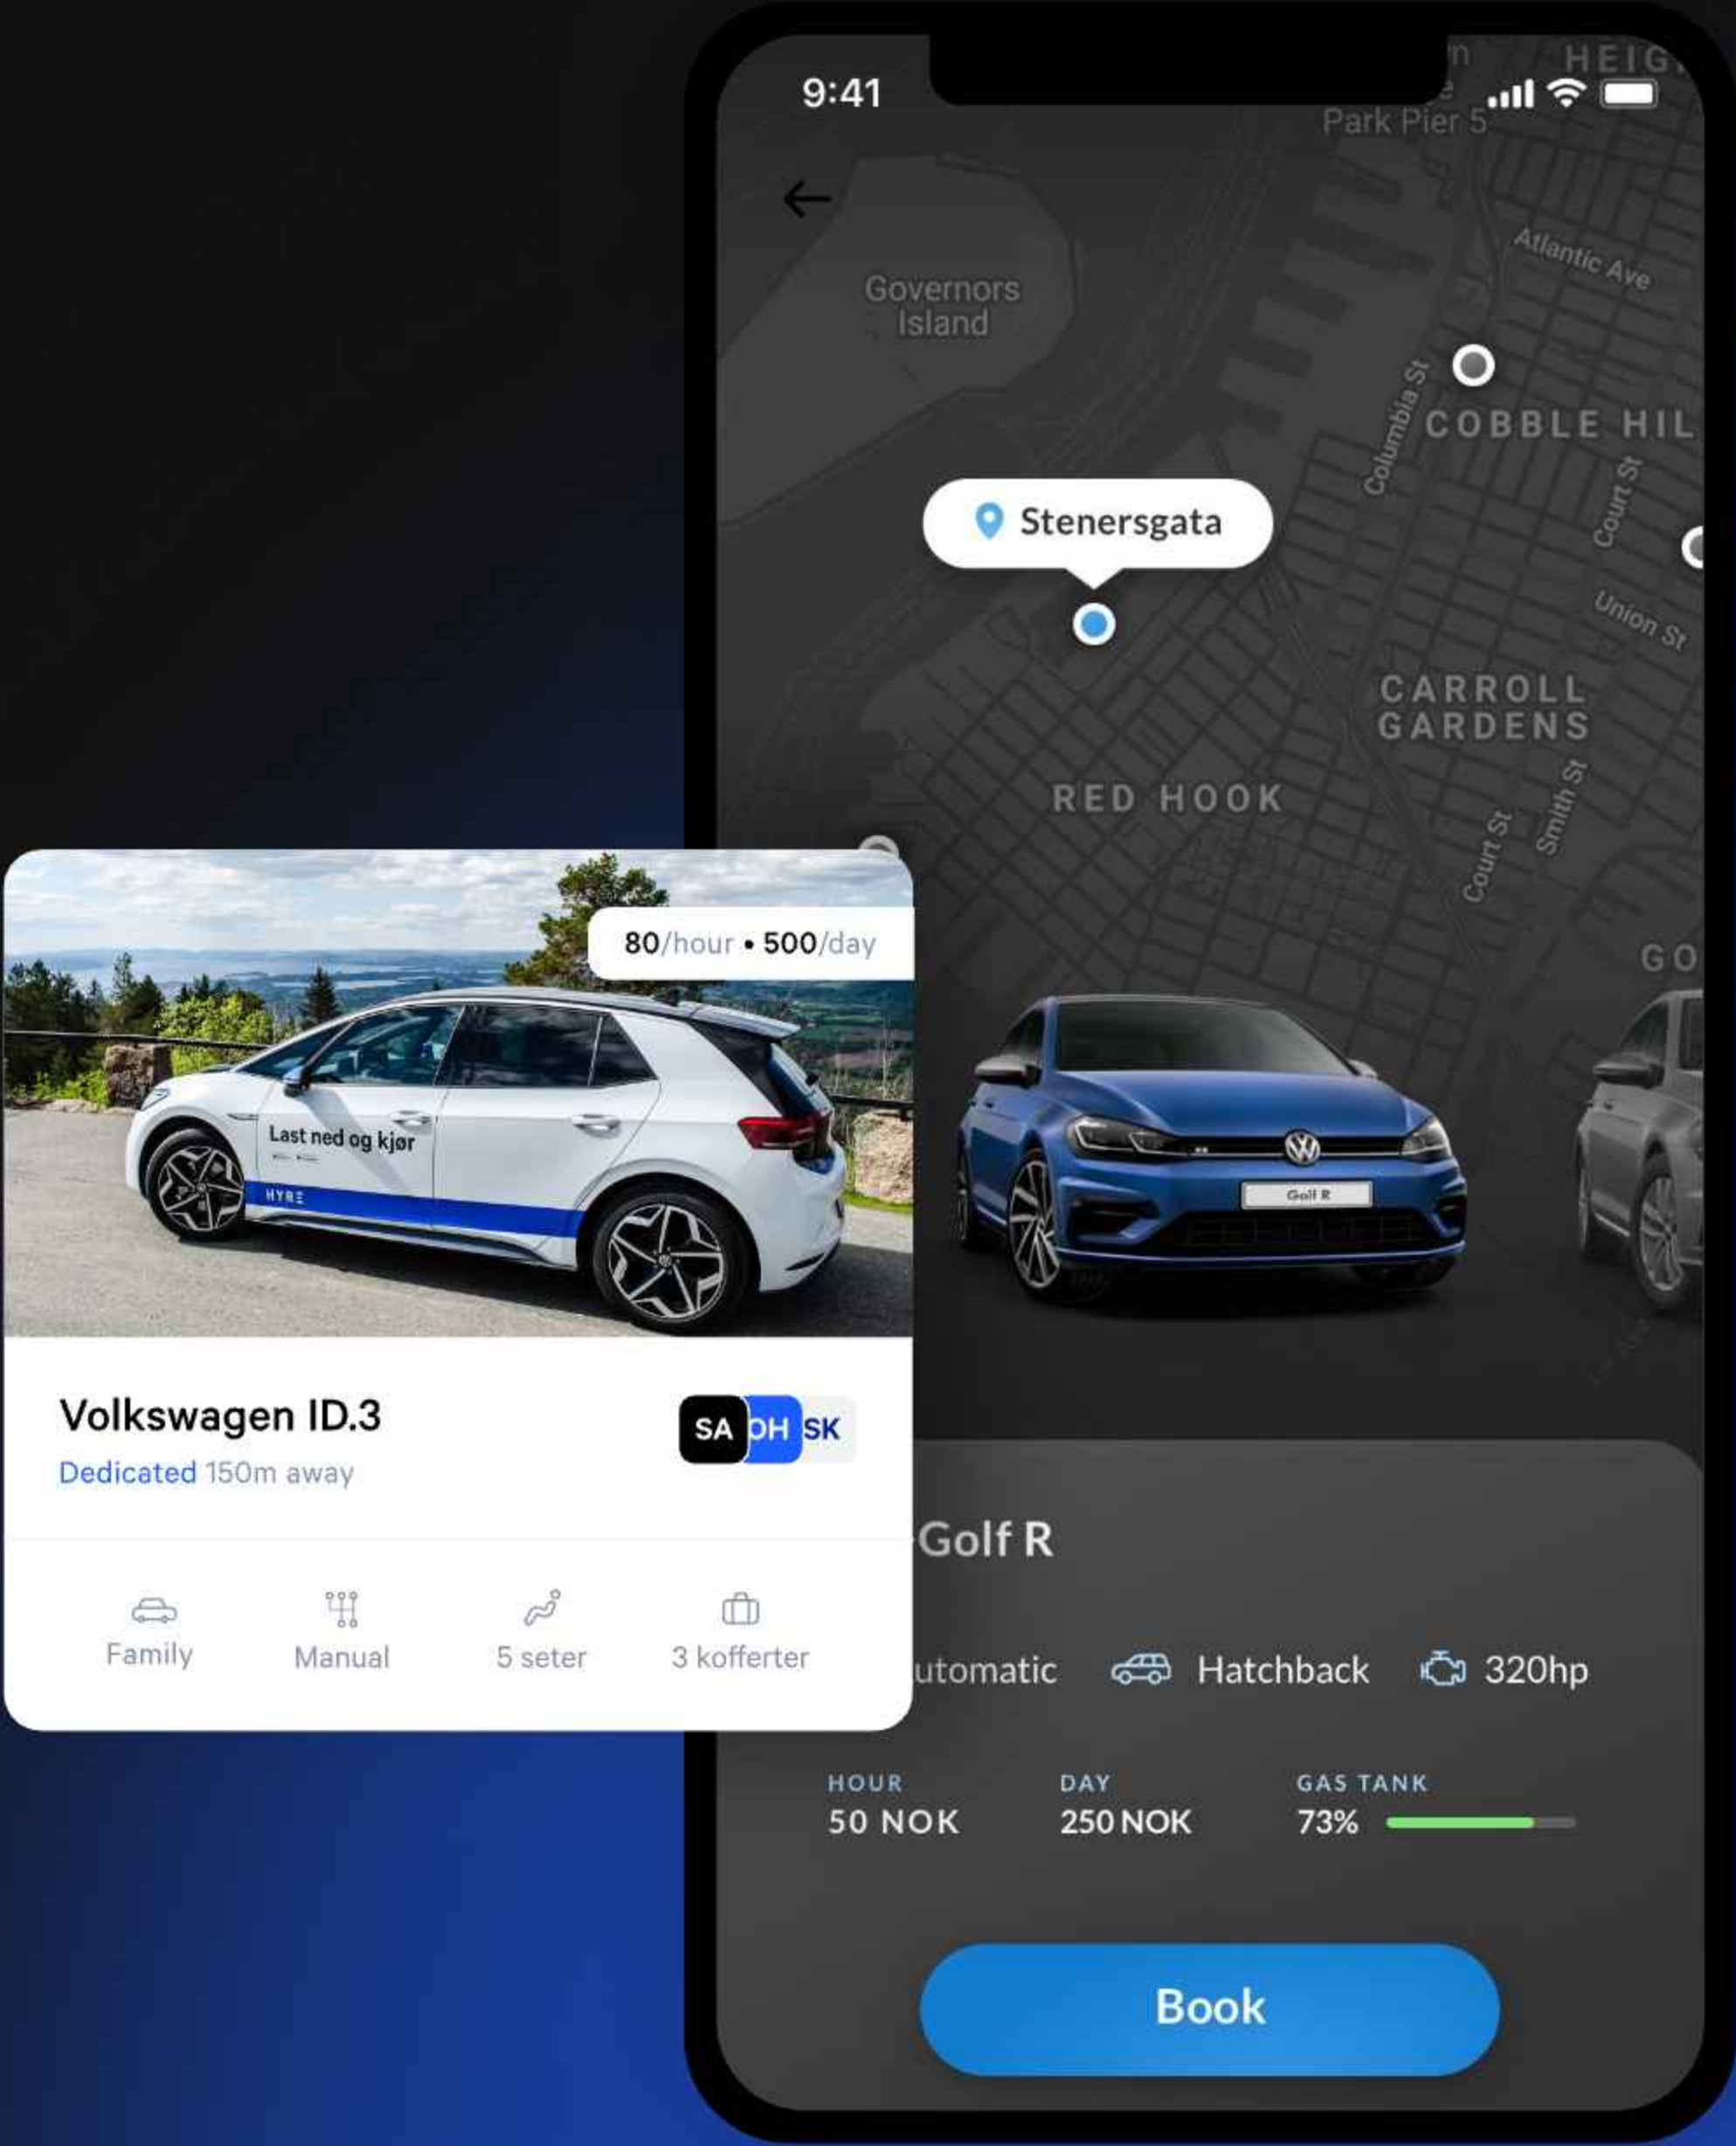 9:41
HEIG
Park Pier 5
Atlantic Ave
Governors
Island
Columbia St
COBBLE HIL
Court St
Stenersgata
Union St
CARROLL
GARDENS
RED HOOK
Smith St
Court St
GO
80/hour • 500/day
Last ned og kjør
HYRE
Golf R
Volkswagen ID.3
SA OH SK
Dedicated 150m away
-Golf R
Family
Manual
5 seter
3 kofferter
utomatic
Hatchback
320hp
HOUR
DAY
GAS TANK
50 NOK
250 NOK
73%
Book